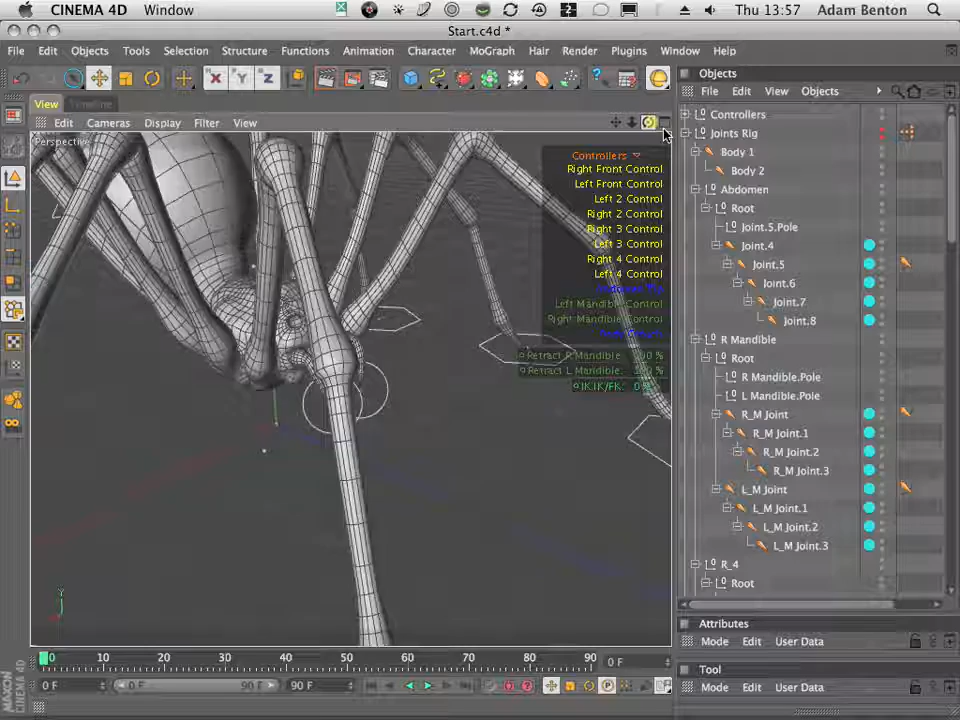 CINEMA 4D Window Thu 13:57 Adam Benton
Start.c4d *
File Edit Objects Tools Selection Structure Functions Animation Character MoGraph Hair Render Plugins Window Help
Objects
File Edit View Objects
View Timeline
Edit Cameras Display Filter View
Perspective
Controllers
Right Front Control
Left Front Control
Left 2 Control
Right 2 Control
Right 3 Control
Left 3 Control
Right 4 Control
Left 4 Control
Left Mandible Control
Right Mandible Control
Retract R Mandible
Retract L Mandible
IK IK/FK: 0 %
Y
Controllers
Joints Rig
Body 1
Body 2
Abdomen
Root
Joint.5.Pole
Joint.4
Joint.5
Joint.6
Joint.7
Joint.8
R Mandible
Root
R Mandible.Pole
L Mandible.Pole
R_M Joint
R_M Joint.1
R_M Joint.2
R_M Joint.3
L_M Joint
L_M Joint.1
L_M Joint.2
L_M Joint.3
R_4
Root
Attributes
Mode Edit User Data
Tool
Mode Edit User Data
0 10 20 30 40 50 60 70 80 90 0 F
0 F 0 F 90 F 90 F
MAXON CINEMA 4D